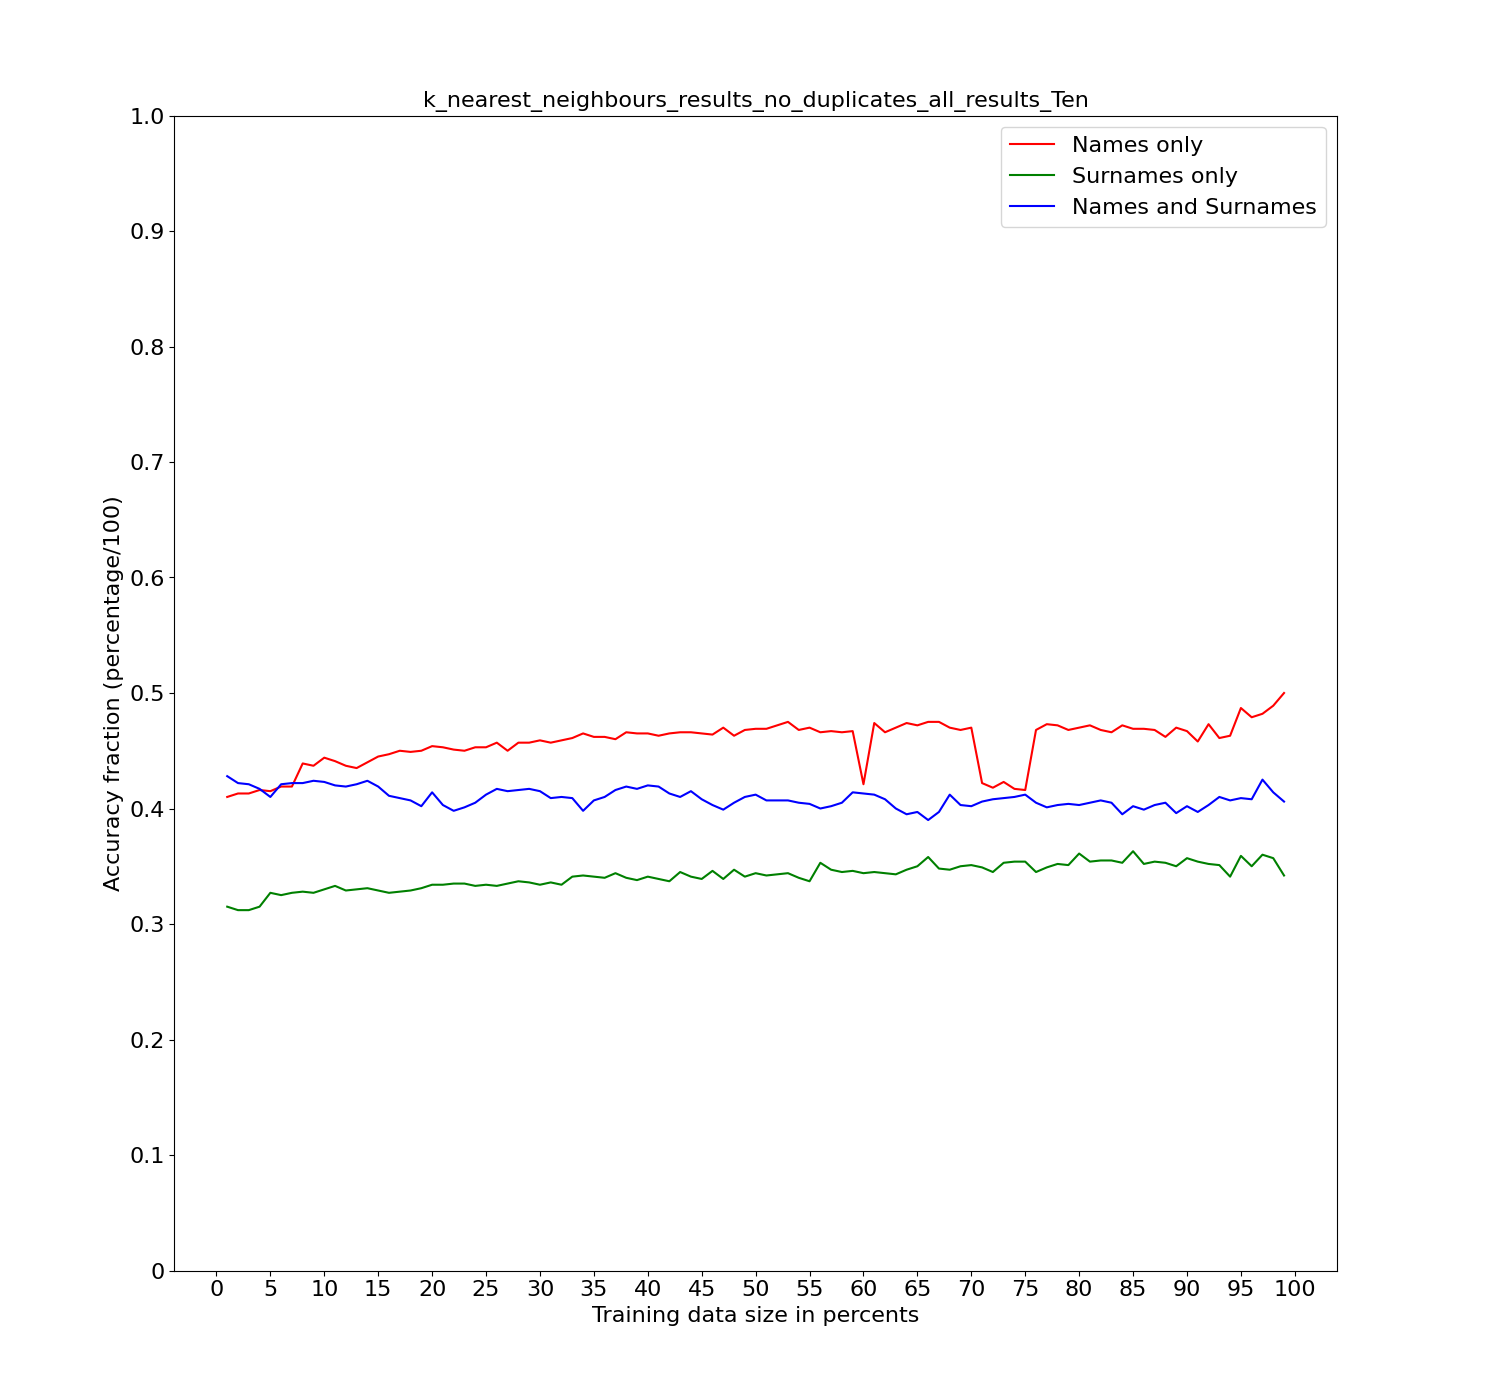 k_nearest_neighbours_results_no_duplicates_all_results_Ten
Names only
Surnames only
Names and Surnames
1.0
0.9
0.8
0.7
0.6
0.5
0.4
0.3
0.2
0.1
0
Accuracy fraction (percentage/100)
0 5 10 15 20 25 30 35 40 45 50 55 60 65 70 75 80 85 90 95 100
Training data size in percents